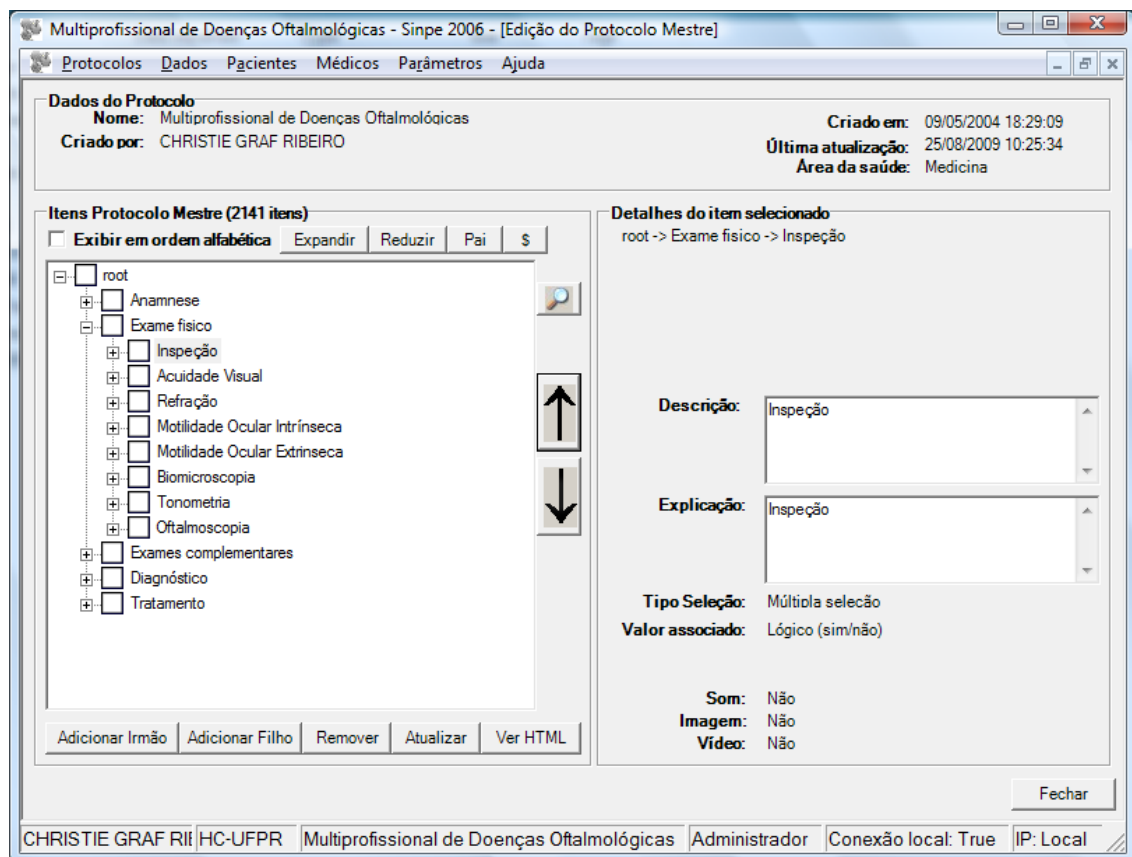 Multiprofissional de Doenças Oftalmológicas - Sinpe 2006 - [Edição do Protocolo Mestre]
Protocolos Dados Pacientes Médicos Parâmetros Ajuda
Dados do Protocolo
Nome: Multiprofissional de Doenças Oftalmológicas
Criado por: CHRISTIE GRAF RIBEIRO
Criado em: 09/05/2004 18:29:09
Última atualização: 25/08/2009 10:25:34
Área da saúde: Medicina
Itens Protocolo Mestre (2141 itens)
Exibir em ordem alfabética Expandir Reduzir Pai $
root
Anamnese
Exame fisico
Inspeção
Acuidade Visual
Refração
Motilidade Ocular Intrínseca
Motilidade Ocular Extrinseca
Biomicroscopia
Tonometria
Oftalmoscopia
Exames complementares
Diagnóstico
Tratamento
Adicionar Irmão Adicionar Filho Remover Atualizar Ver HTML
Detalhes do item selecionado
root -> Exame fisico -> Inspeção
Descrição: Inspeção
Explicação: Inspeção
Tipo Seleção: Múltipla selecão
Valor associado: Lógico (sim/não)
Som: Não
Imagem: Não
Vídeo: Não
Fechar
CHRISTIE GRAF RIE HC-UFPR Multiprofissional de Doenças Oftalmológicas Administrador Conexão local: True IP: Local